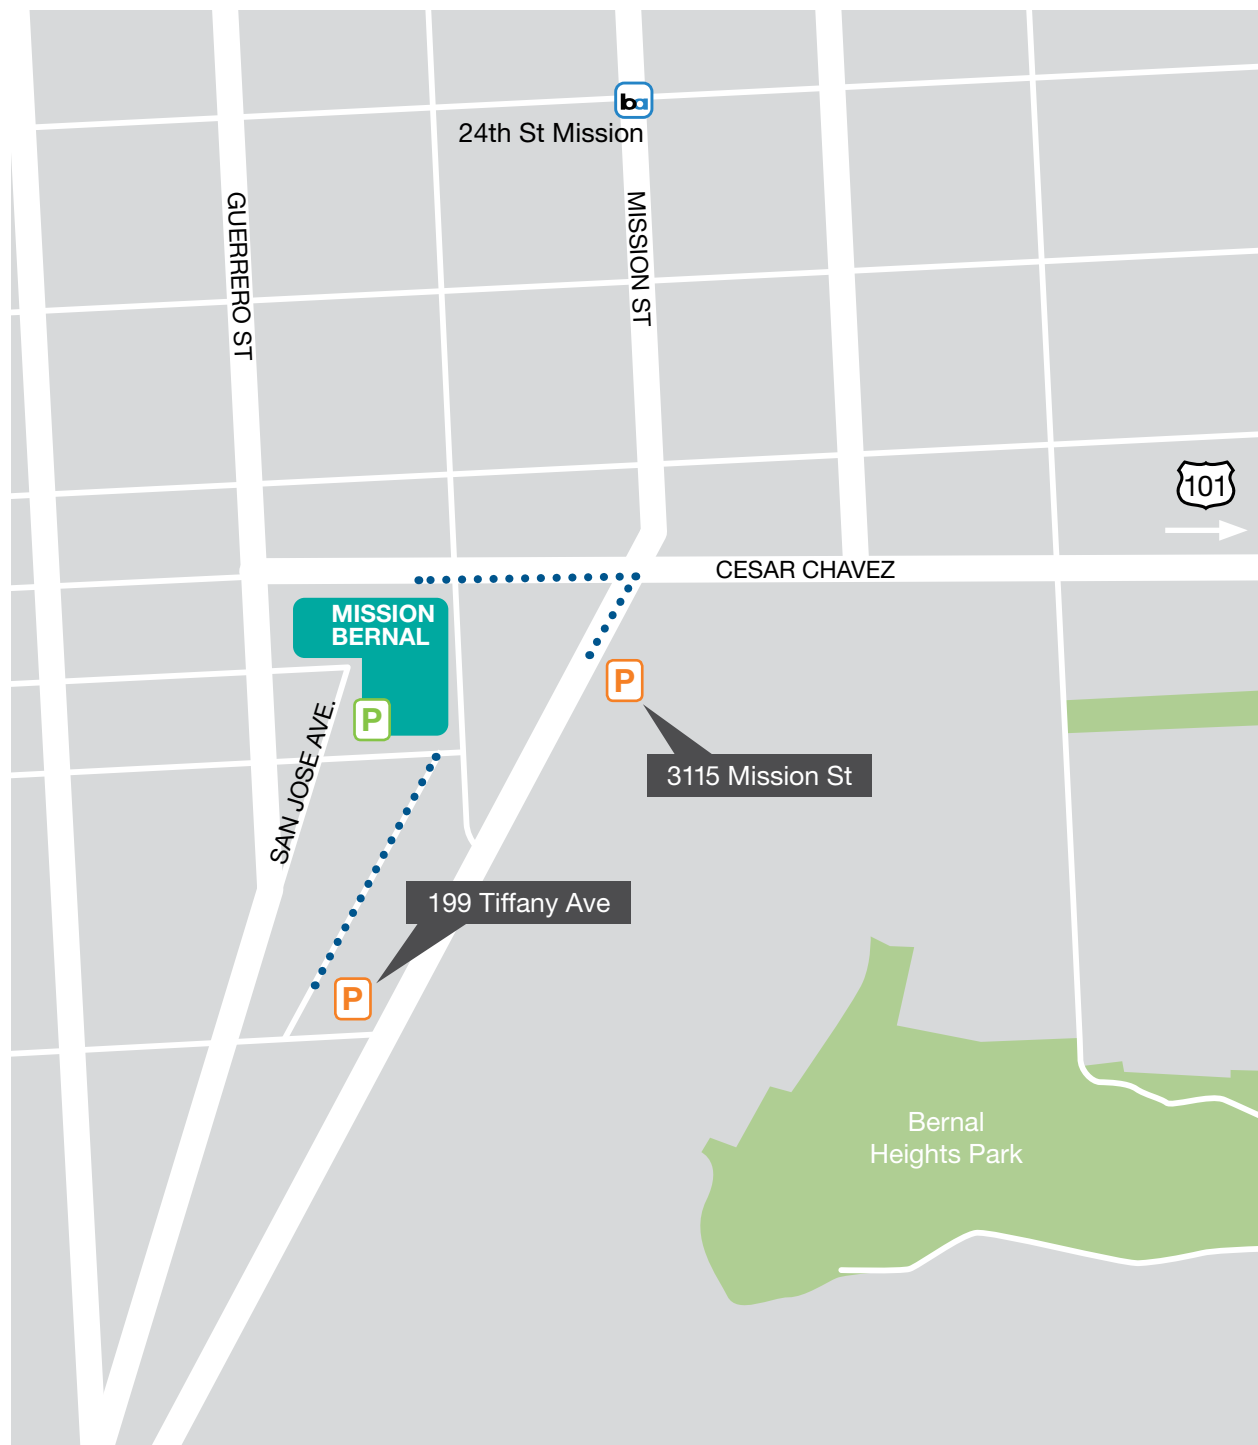 ba
24th St Mission
GUERRERO ST
MISSION ST
101
CESAR CHAVEZ
MISSION
BERNAL
P
P
SAN JOSE AVE.
3115 Mission St
199 Tiffany Ave
P
Bernal
Heights Park